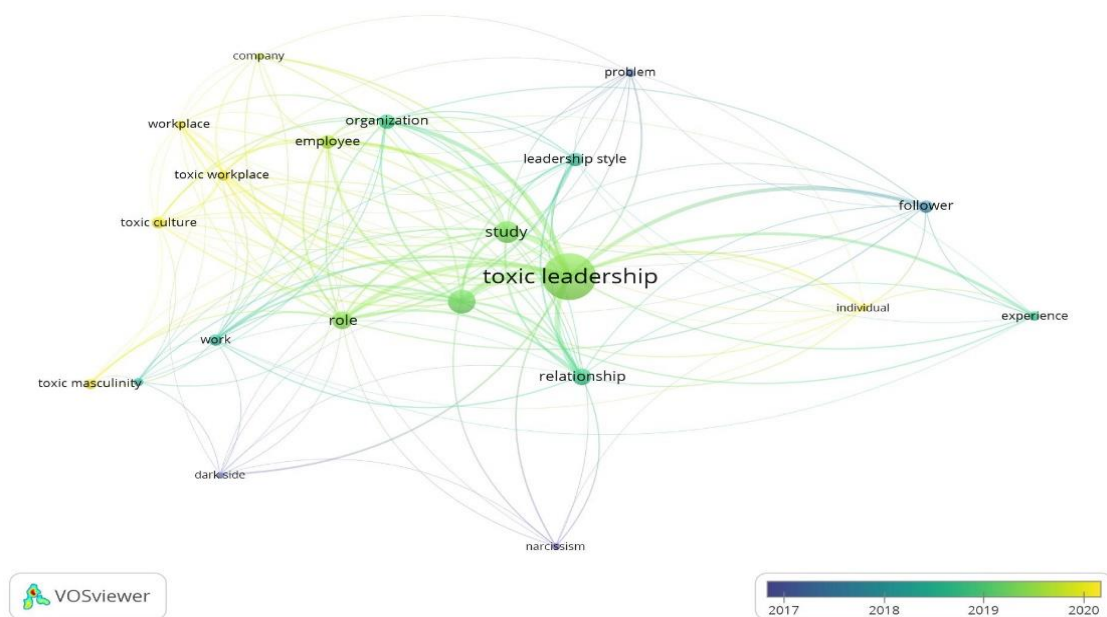 company
problem
workplace
organization
employee
leadership style
toxic workplace
follower
toxic culture
study
toxic leadership
individual
experience
role
work
relationship
toxic masculinity
dark side
narcissism
VOSviewer
2017 2018 2019 2020